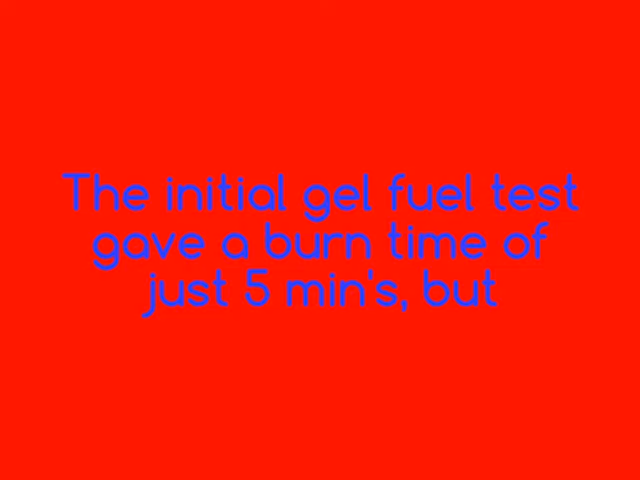 The initial gel fuel test
gave a burn time of
just 5 min's, but